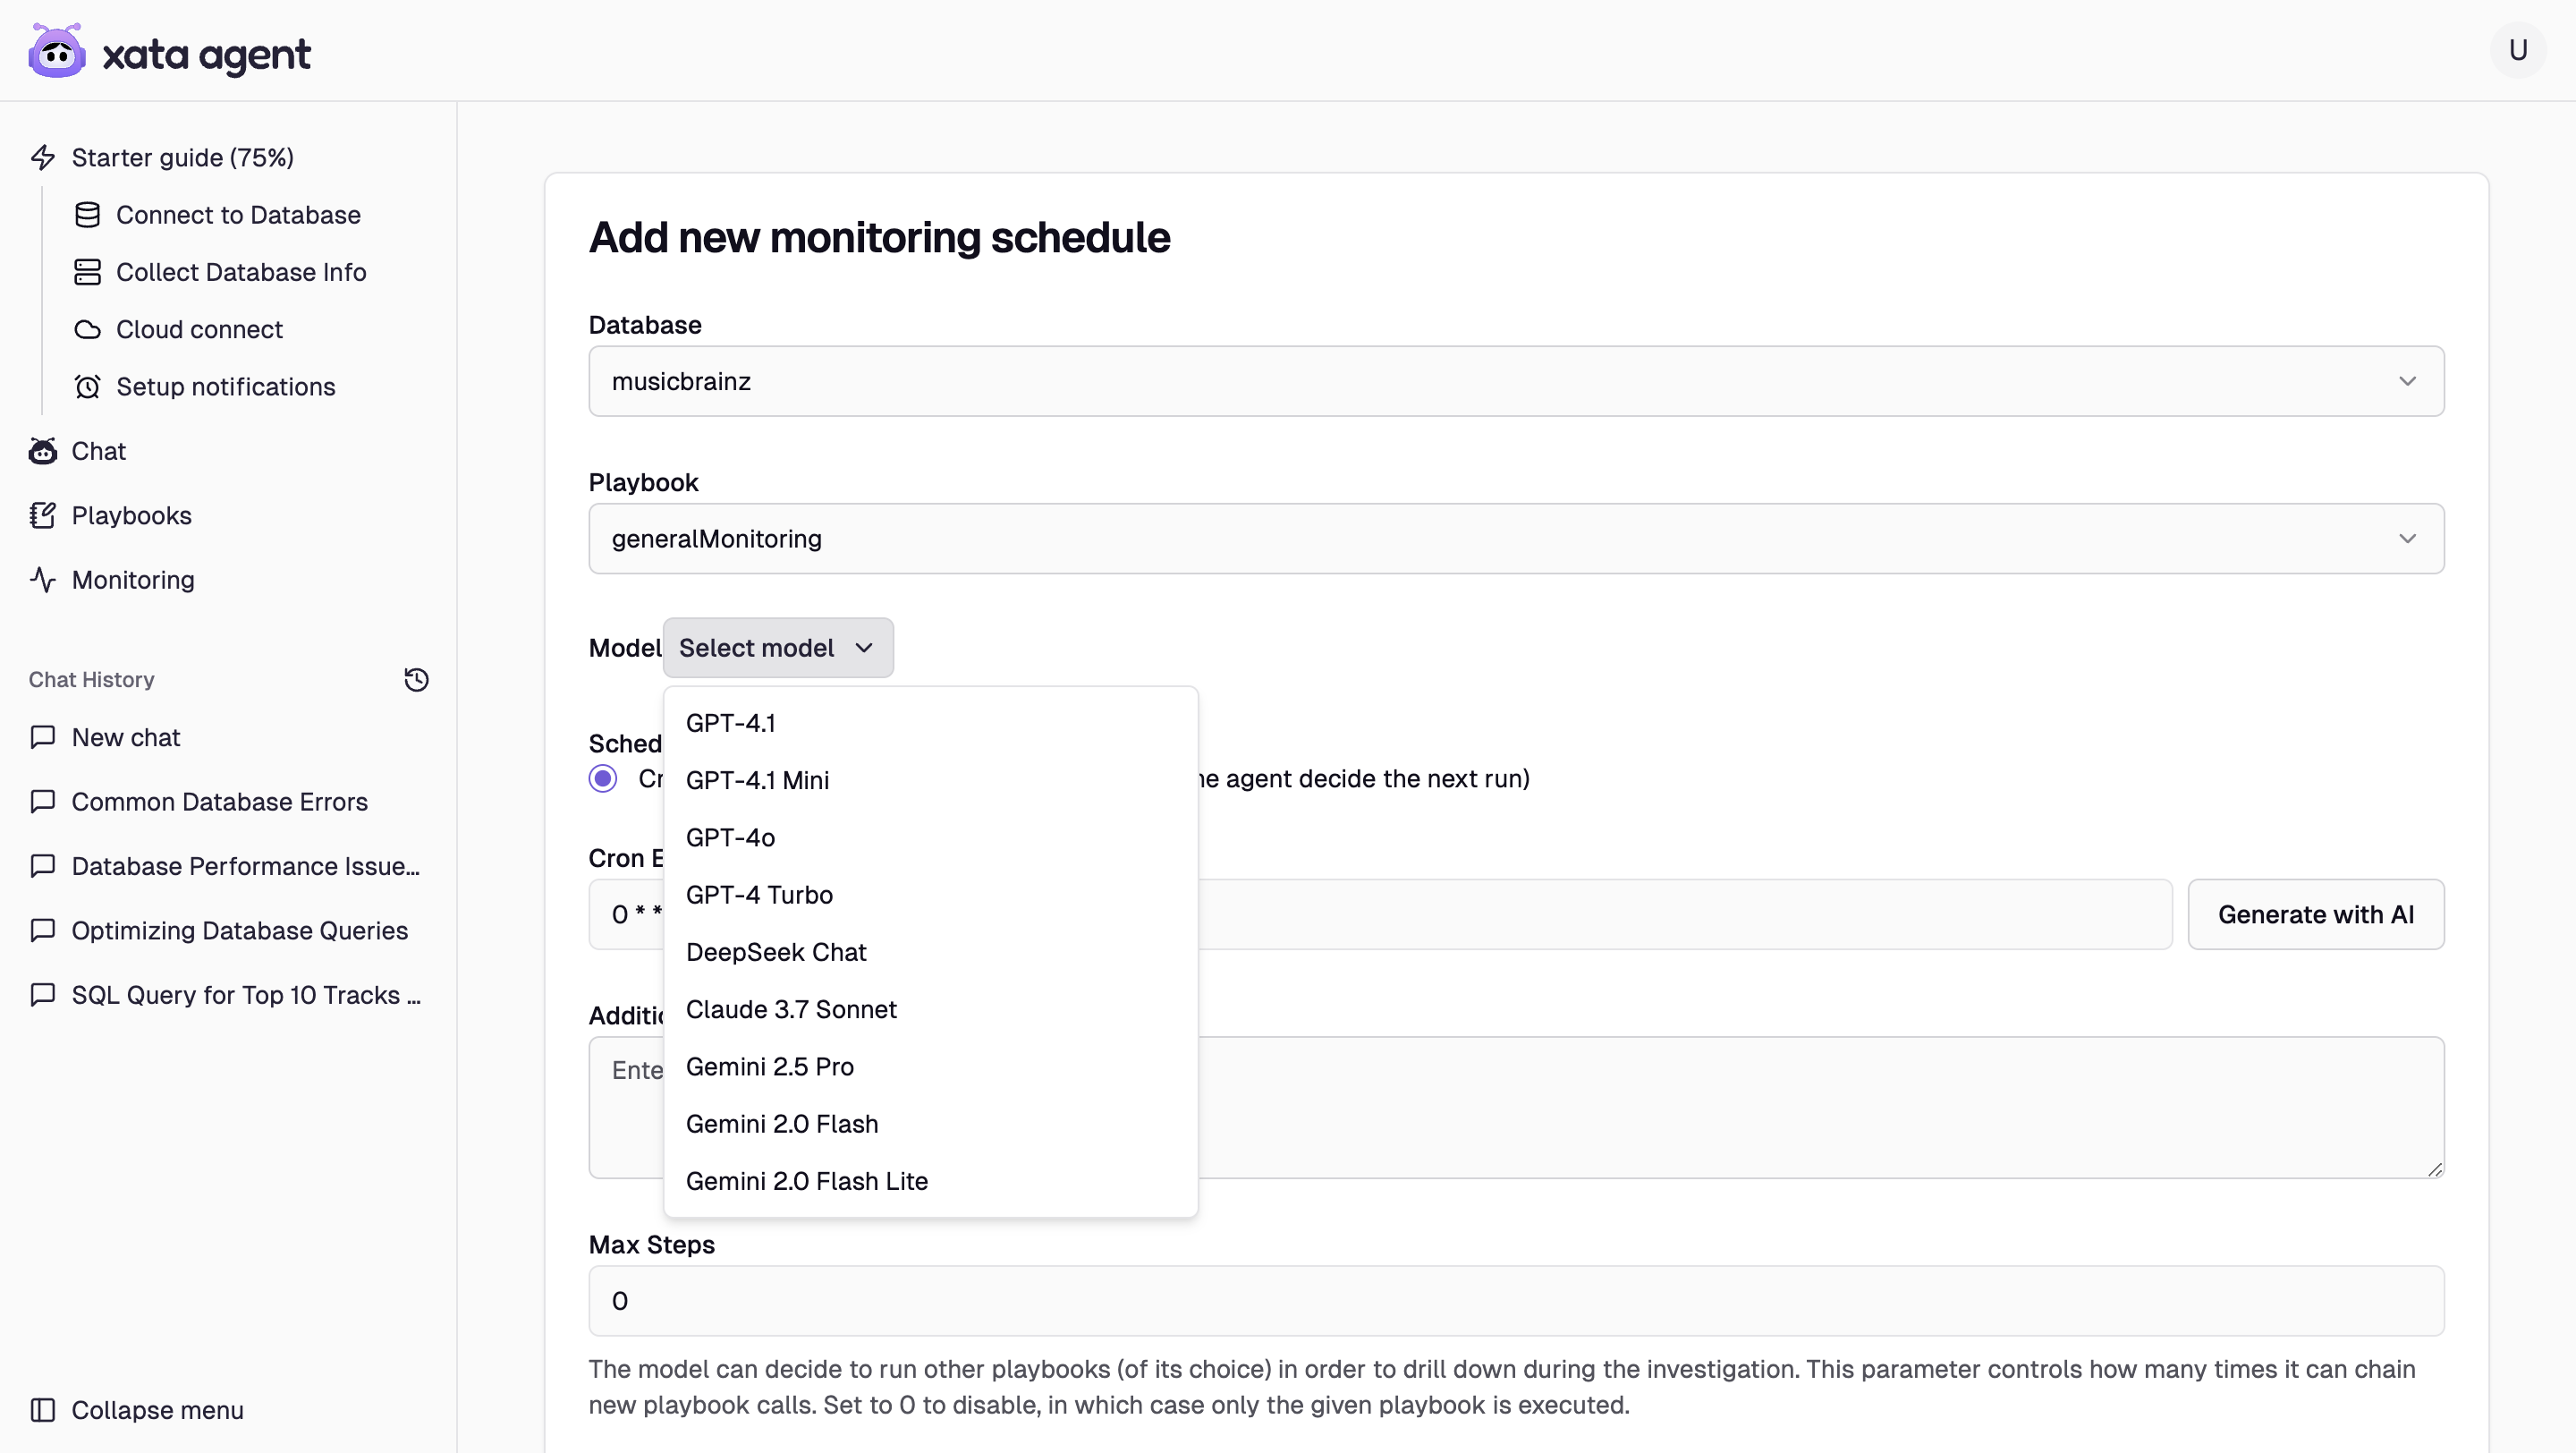 xata agent
U
Starter guide (75%)
Connect to Database
Collect Database Info
Cloud connect
Setup notifications
Chat
Playbooks
Monitoring
Chat History
New chat
Common Database Errors
Database Performance Issue...
Optimizing Database Queries
SQL Query for Top 10 Tracks ...
Collapse menu
Add new monitoring schedule
Database
musicbrainz
Playbook
generalMonitoring
Model Select model
GPT-4.1
GPT-4.1 Mini
GPT-4o
GPT-4 Turbo
DeepSeek Chat
Claude 3.7 Sonnet
Gemini 2.5 Pro
Gemini 2.0 Flash
Gemini 2.0 Flash Lite
agent decide the next run)
Cron
0 * *
Generate with AI
Max Steps
0
The model can decide to run other playbooks (of its choice) in order to drill down during the investigation. This parameter controls how many times it can chain
new playbook calls. Set to 0 to disable, in which case only the given playbook is executed.